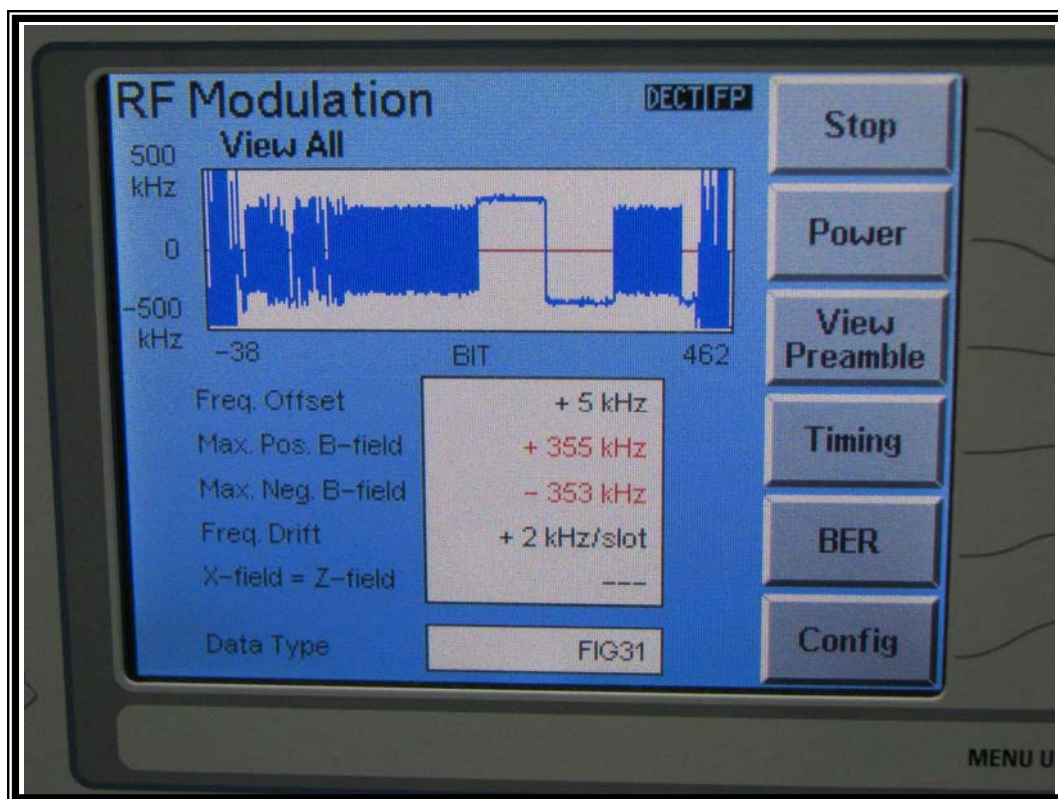 RF Modulation DECT FP
View All
500
kHz
0
-500
kHz
-38 BIT 462
Freq. Offset + 5 kHz
Max. Pos. B-field + 355 kHz
Max. Neg. B-field - 353 kHz
Freq. Drift + 2 kHz/slot
X-field = Z-field ---
Data Type FIG31
Stop
Power
View
Preamble
Timing
BER
Config
MENU U